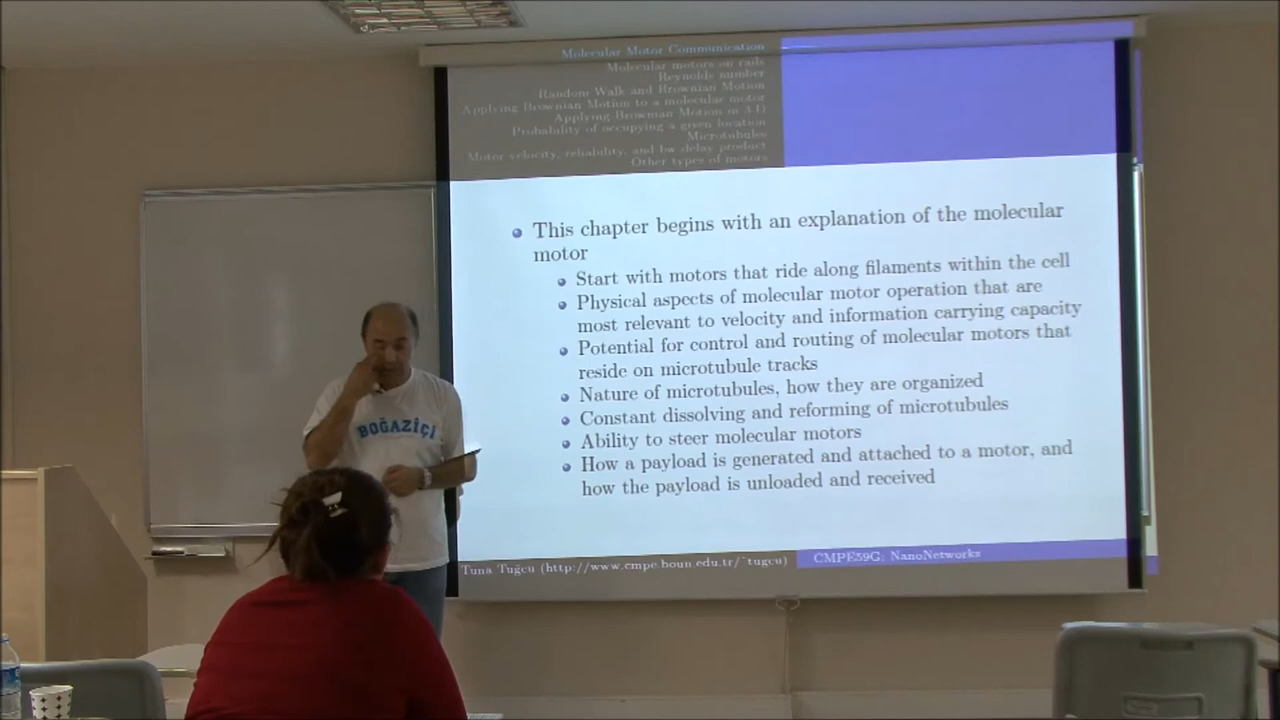 Molecular Motor Communication
Molecular motors on rails
Reynolds number
Random Walk and Brownian Motion
Applying Brownian Motion to a molecular motor
Applying Brownian Motion in 3-D
Probability of occupying a given location
Microtubules
Motor velocity, reliability, and bw delay product
Other types of motors
This chapter begins with an explanation of the molecular
motor
Start with motors that ride along filaments within the cell
Physical aspects of molecular motor operation that are
most relevant to velocity and information carrying capacity
Potential for control and routing of molecular motors that
reside on microtubule tracks
Nature of microtubules, how they are organized
Constant dissolving and reforming of microtubules
Ability to steer molecular motors
How a payload is generated and attached to a motor, and
how the payload is unloaded and received
BOĞAZİÇİ
Tuna Tuğcu (http://www.cmpe.boun.edu.tr/~tugcu) CMPE59G: NanoNetworks